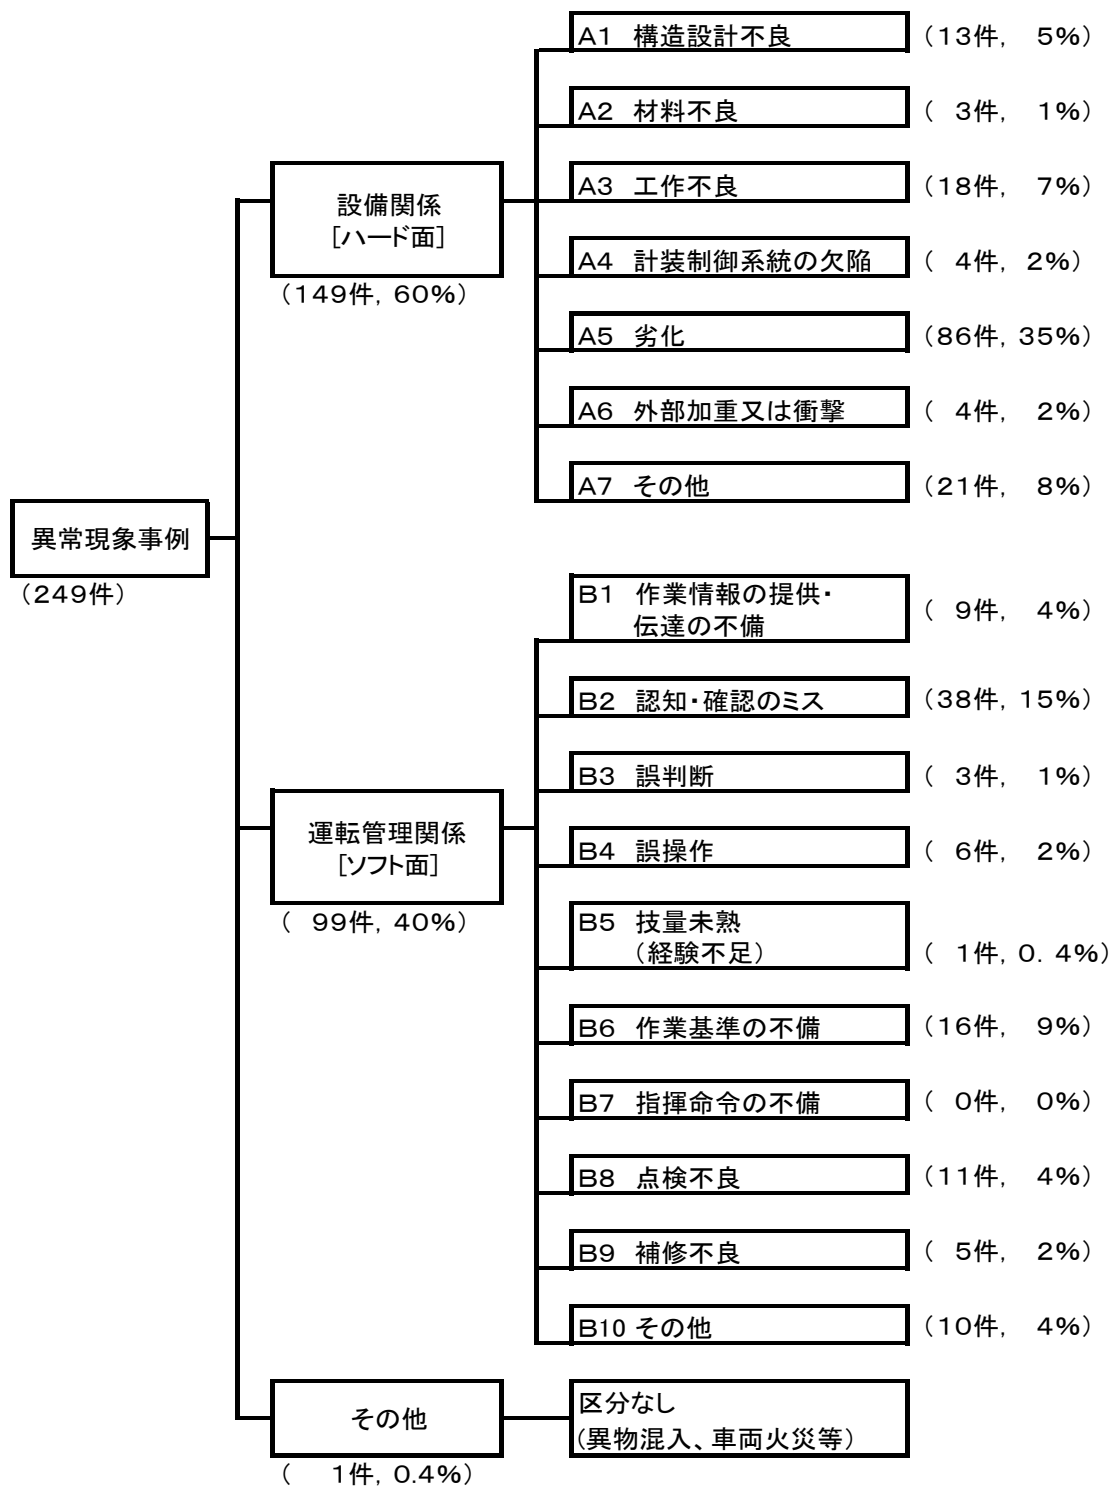 異常現象事例
（249件）
設備関係
[ハード面]
（149件, 60%）
A1 構造設計不良 （13件, 5%）
A2 材料不良 （ 3件, 1%）
A3 工作不良 （18件, 7%）
A4 計装制御系統の欠陥 （ 4件, 2%）
A5 劣化 （86件, 35%）
A6 外部加重又は衝撃 （ 4件, 2%）
A7 その他 （21件, 8%）
運転管理関係
[ソフト面]
（ 99件, 40%）
B1 作業情報の提供・
伝達の不備 （ 9件, 4%）
B2 認知・確認のミス （38件, 15%）
B3 誤判断 （ 3件, 1%）
B4 誤操作 （ 6件, 2%）
B5 技量未熟
（経験不足） （ 1件, 0.4%）
B6 作業基準の不備 （16件, 9%）
B7 指揮命令の不備 （ 0件, 0%）
B8 点検不良 （11件, 4%）
B9 補修不良 （ 5件, 2%）
B10 その他 （10件, 4%）
その他
（ 1件, 0.4%）
区分なし
(異物混入、車両火災等）